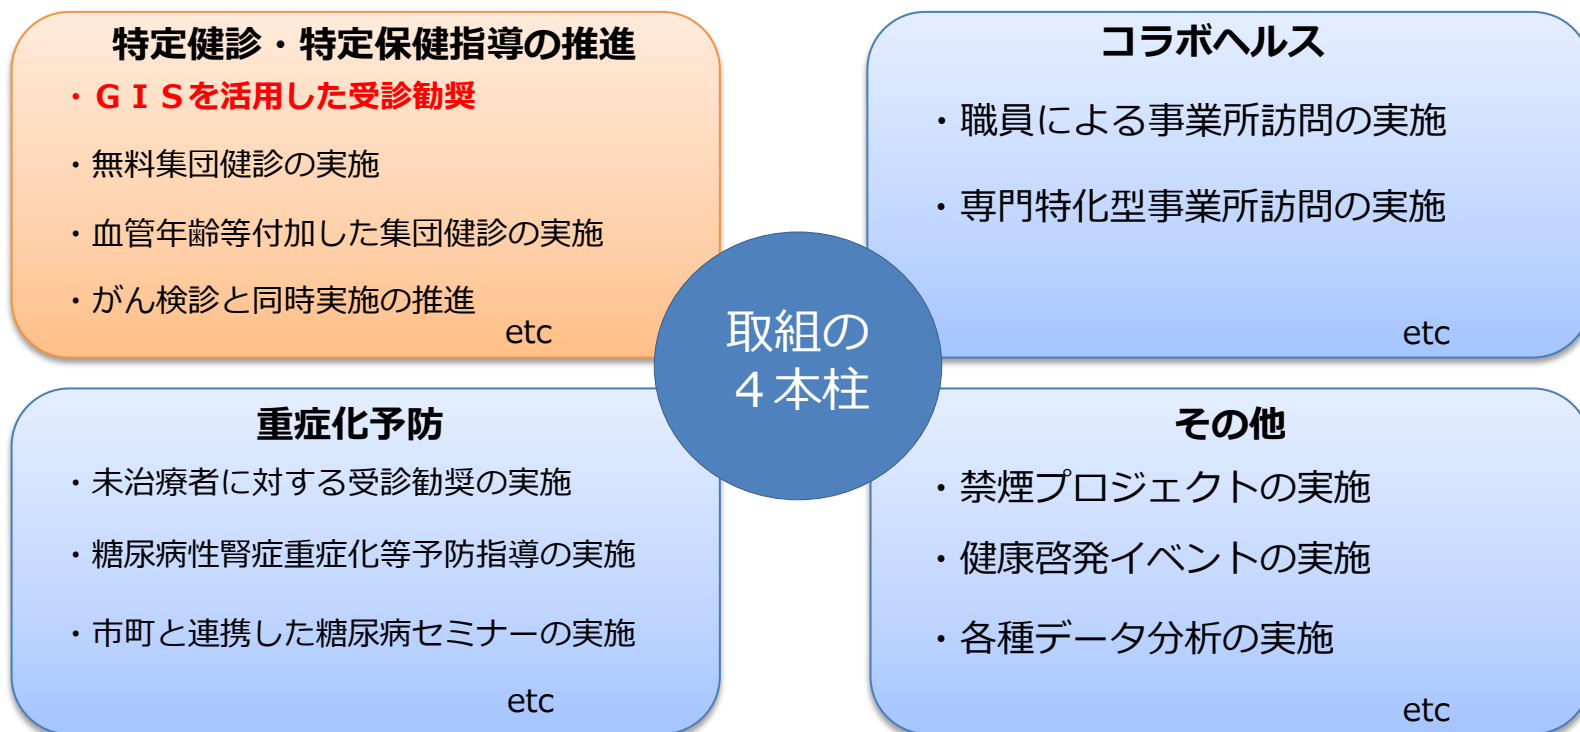 特定健診・特定保健指導の推進
・ＧＩＳを活用した受診勧奨
・無料集団健診の実施
・血管年齢等付加した集団健診の実施
・がん検診と同時実施の推進
etc
コラボヘルス
・職員による事業所訪問の実施
・専門特化型事業所訪問の実施
etc
取組の
４本柱
重症化予防
・未治療者に対する受診勧奨の実施
・糖尿病性腎症重症化等予防指導の実施
・市町と連携した糖尿病セミナーの実施
etc
その他
・禁煙プロジェクトの実施
・健康啓発イベントの実施
・各種データ分析の実施
etc